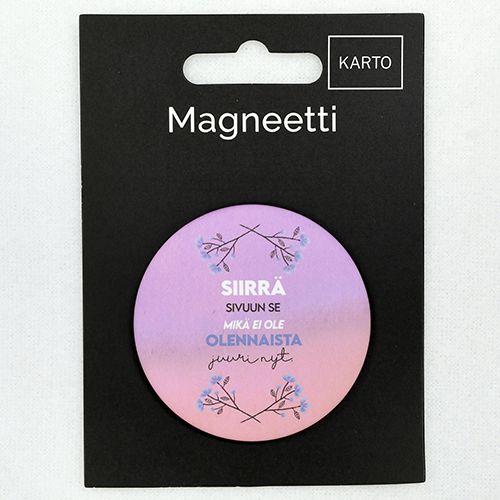 KARTO
Magneetti
SIIRRÄ
SIVUUN SE
MIKÄ EI OLE
OLENNAISTA
juuri nyt.